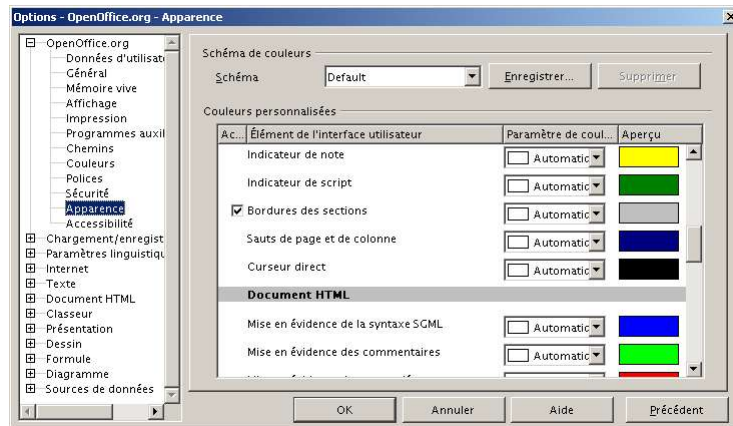 Options - OpenOffice.org - Apparence
OpenOffice.org
Données d'utilisate
Général
Mémoire vive
Affichage
Impression
Programmes auxil
Chemins
Couleurs
Polices
Sécurité
Apparence
Accessibilité
Chargement/enregist
Paramètres linguistiqu
Internet
Texte
Document HTML
Classeur
Présentation
Dessin
Formule
Diagramme
Sources de données
Schéma de couleurs
Schéma Default Enregistrer... Supprimer
Couleurs personnalisées
Ac... Élément de l'interface utilisateur Paramètre de coul... Aperçu
Indicateur de note Automatic
Indicateur de script Automatic
Bordures des sections Automatic
Sauts de page et de colonne Automatic
Curseur direct Automatic
Document HTML
Mise en évidence de la syntaxe SGML Automatic
Mise en évidence des commentaires Automatic
OK Annuler Aide Précédent